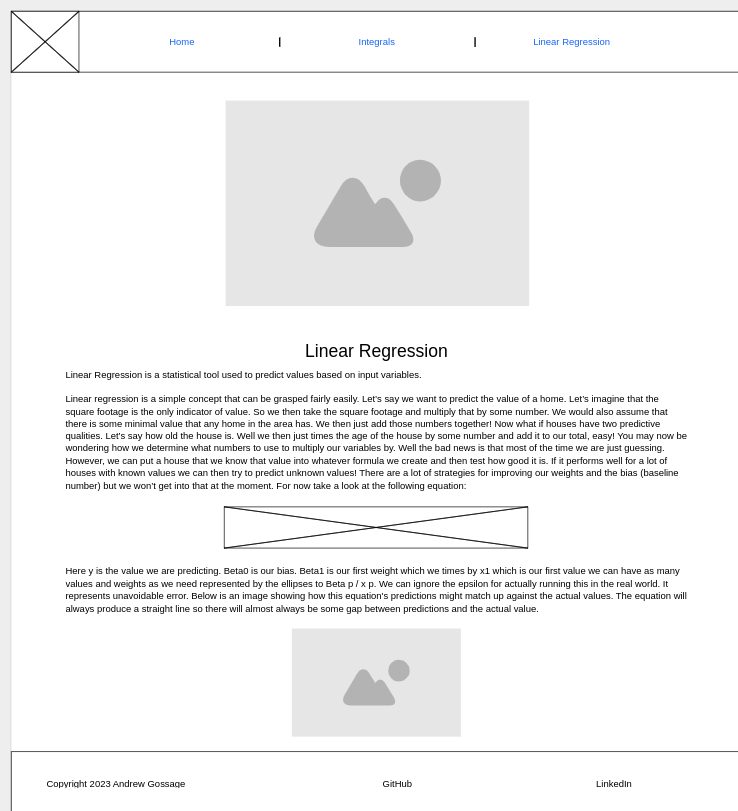 Home | Integrals | Linear Regression
Linear Regression
Linear Regression is a statistical tool used to predict values based on input variables.
Linear regression is a simple concept that can be grasped fairly easily. Let's say we want to predict the value of a home. Let's imagine that the
square footage is the only indicator of value. So we then take the square footage and multiply that by some number. We would also assume that
there is some minimal value that any home in the area has. We then just add those numbers together! Now what if houses have two predictive
qualities. Let's say how old the house is. Well we then just times the age of the house by some number and add it to our total, easy! You may now be
wondering how we determine what numbers to use to multiply our variables by. Well the bad news is that most of the time we are just guessing.
However, we can put a house that we know that value into whatever formula we create and then test how good it is. If it performs well for a lot of
houses with known values we can then try to predict unknown values! There are a lot of strategies for improving our weights and the bias (baseline
number) but we won't get into that at the moment. For now take a look at the following equation:
Here y is the value we are predicting. Beta0 is our bias. Beta1 is our first weight which we times by x1 which is our first value we can have as many
values and weights as we need represented by the ellipses to Beta p / x p. We can ignore the epsilon for actually running this in the real world. It
represents unavoidable error. Below is an image showing how this equation's predictions might match up against the actual values. The equation will
always produce a straight line so there will almost always be some gap between predictions and the actual value.
Copyright 2023 Andrew Gossage GitHub LinkedIn